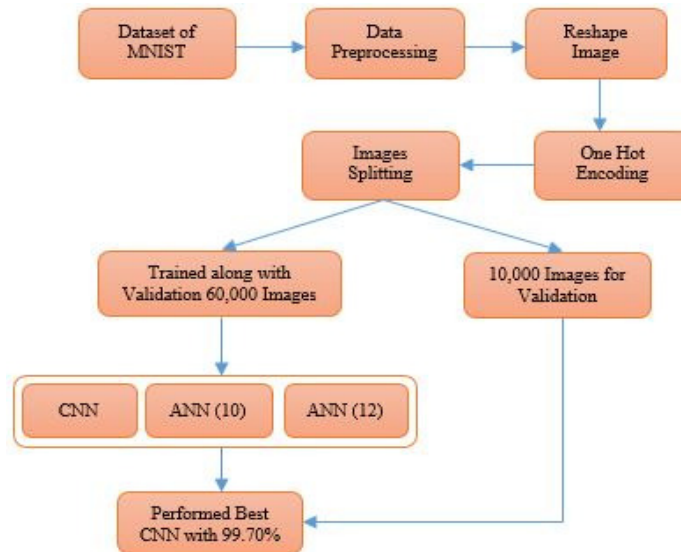 Dataset of
MNIST
Data
Preprocessing
Reshape
Image
One Hot
Encoding
Images
Splitting
Trained along with
Validation 60,000 Images
10,000 Images for
Validation
CNN
ANN (10)
ANN (12)
Performed Best
CNN with 99.70%